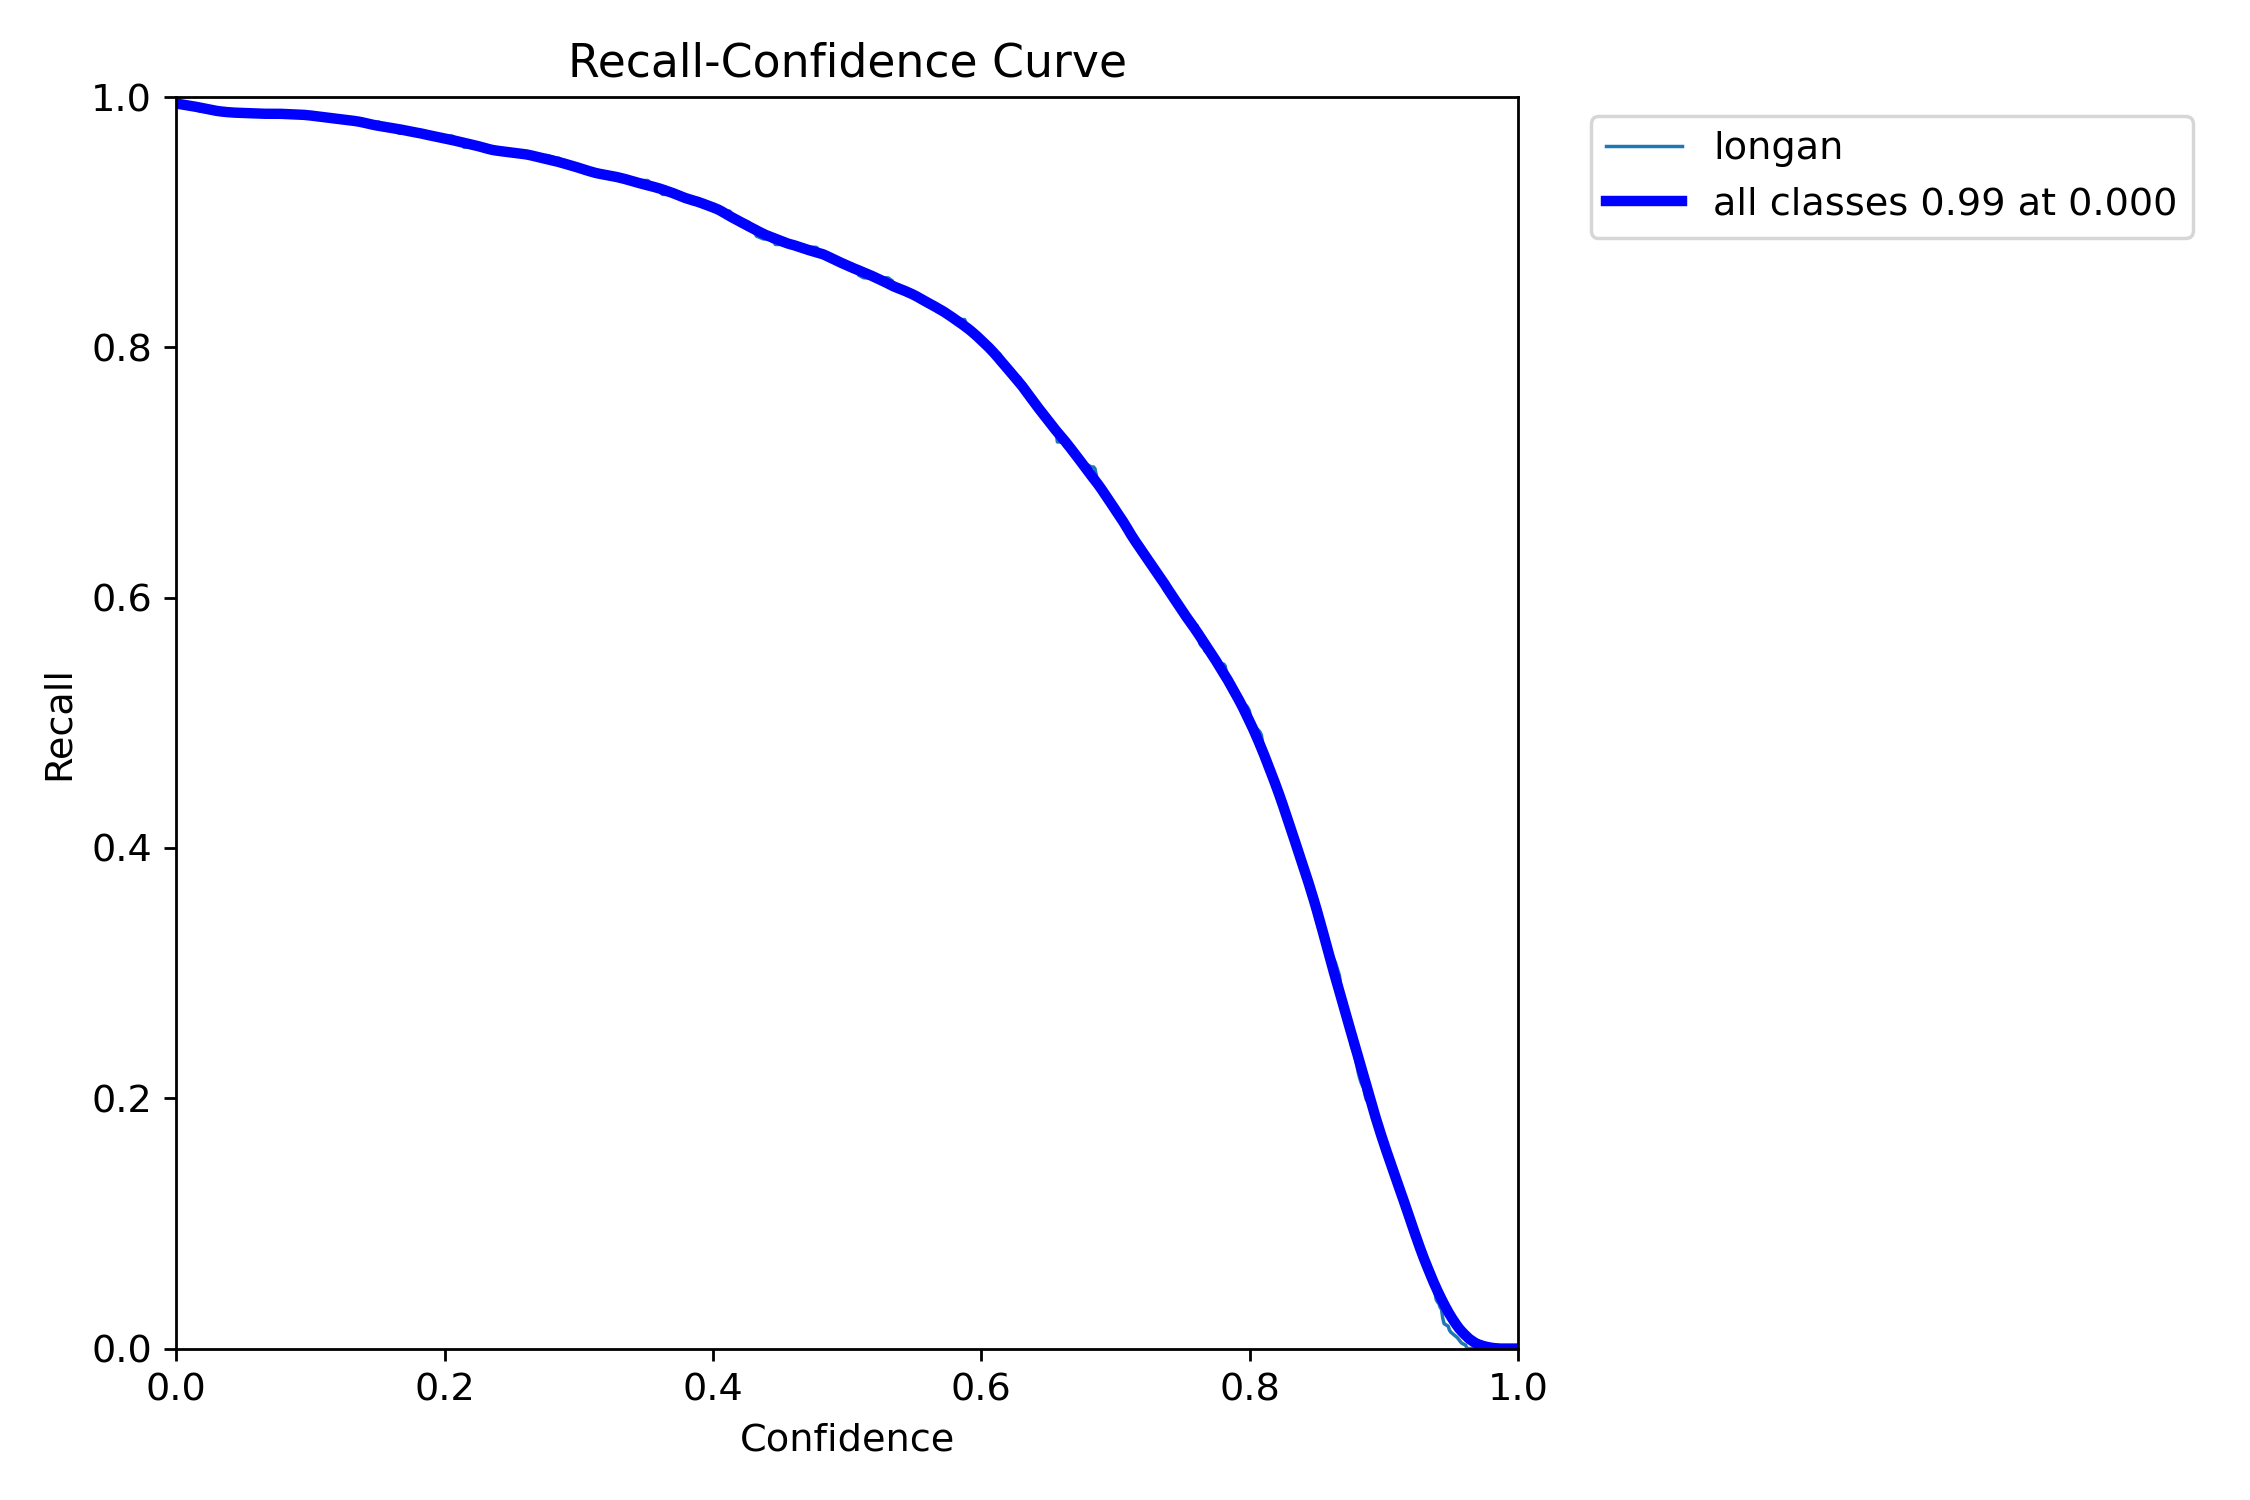 Recall-Confidence Curve
1.0
0.8
0.6
0.4
0.2
0.0
Recall
0.0 0.2 0.4 0.6 0.8 1.0
Confidence
longan
all classes 0.99 at 0.000